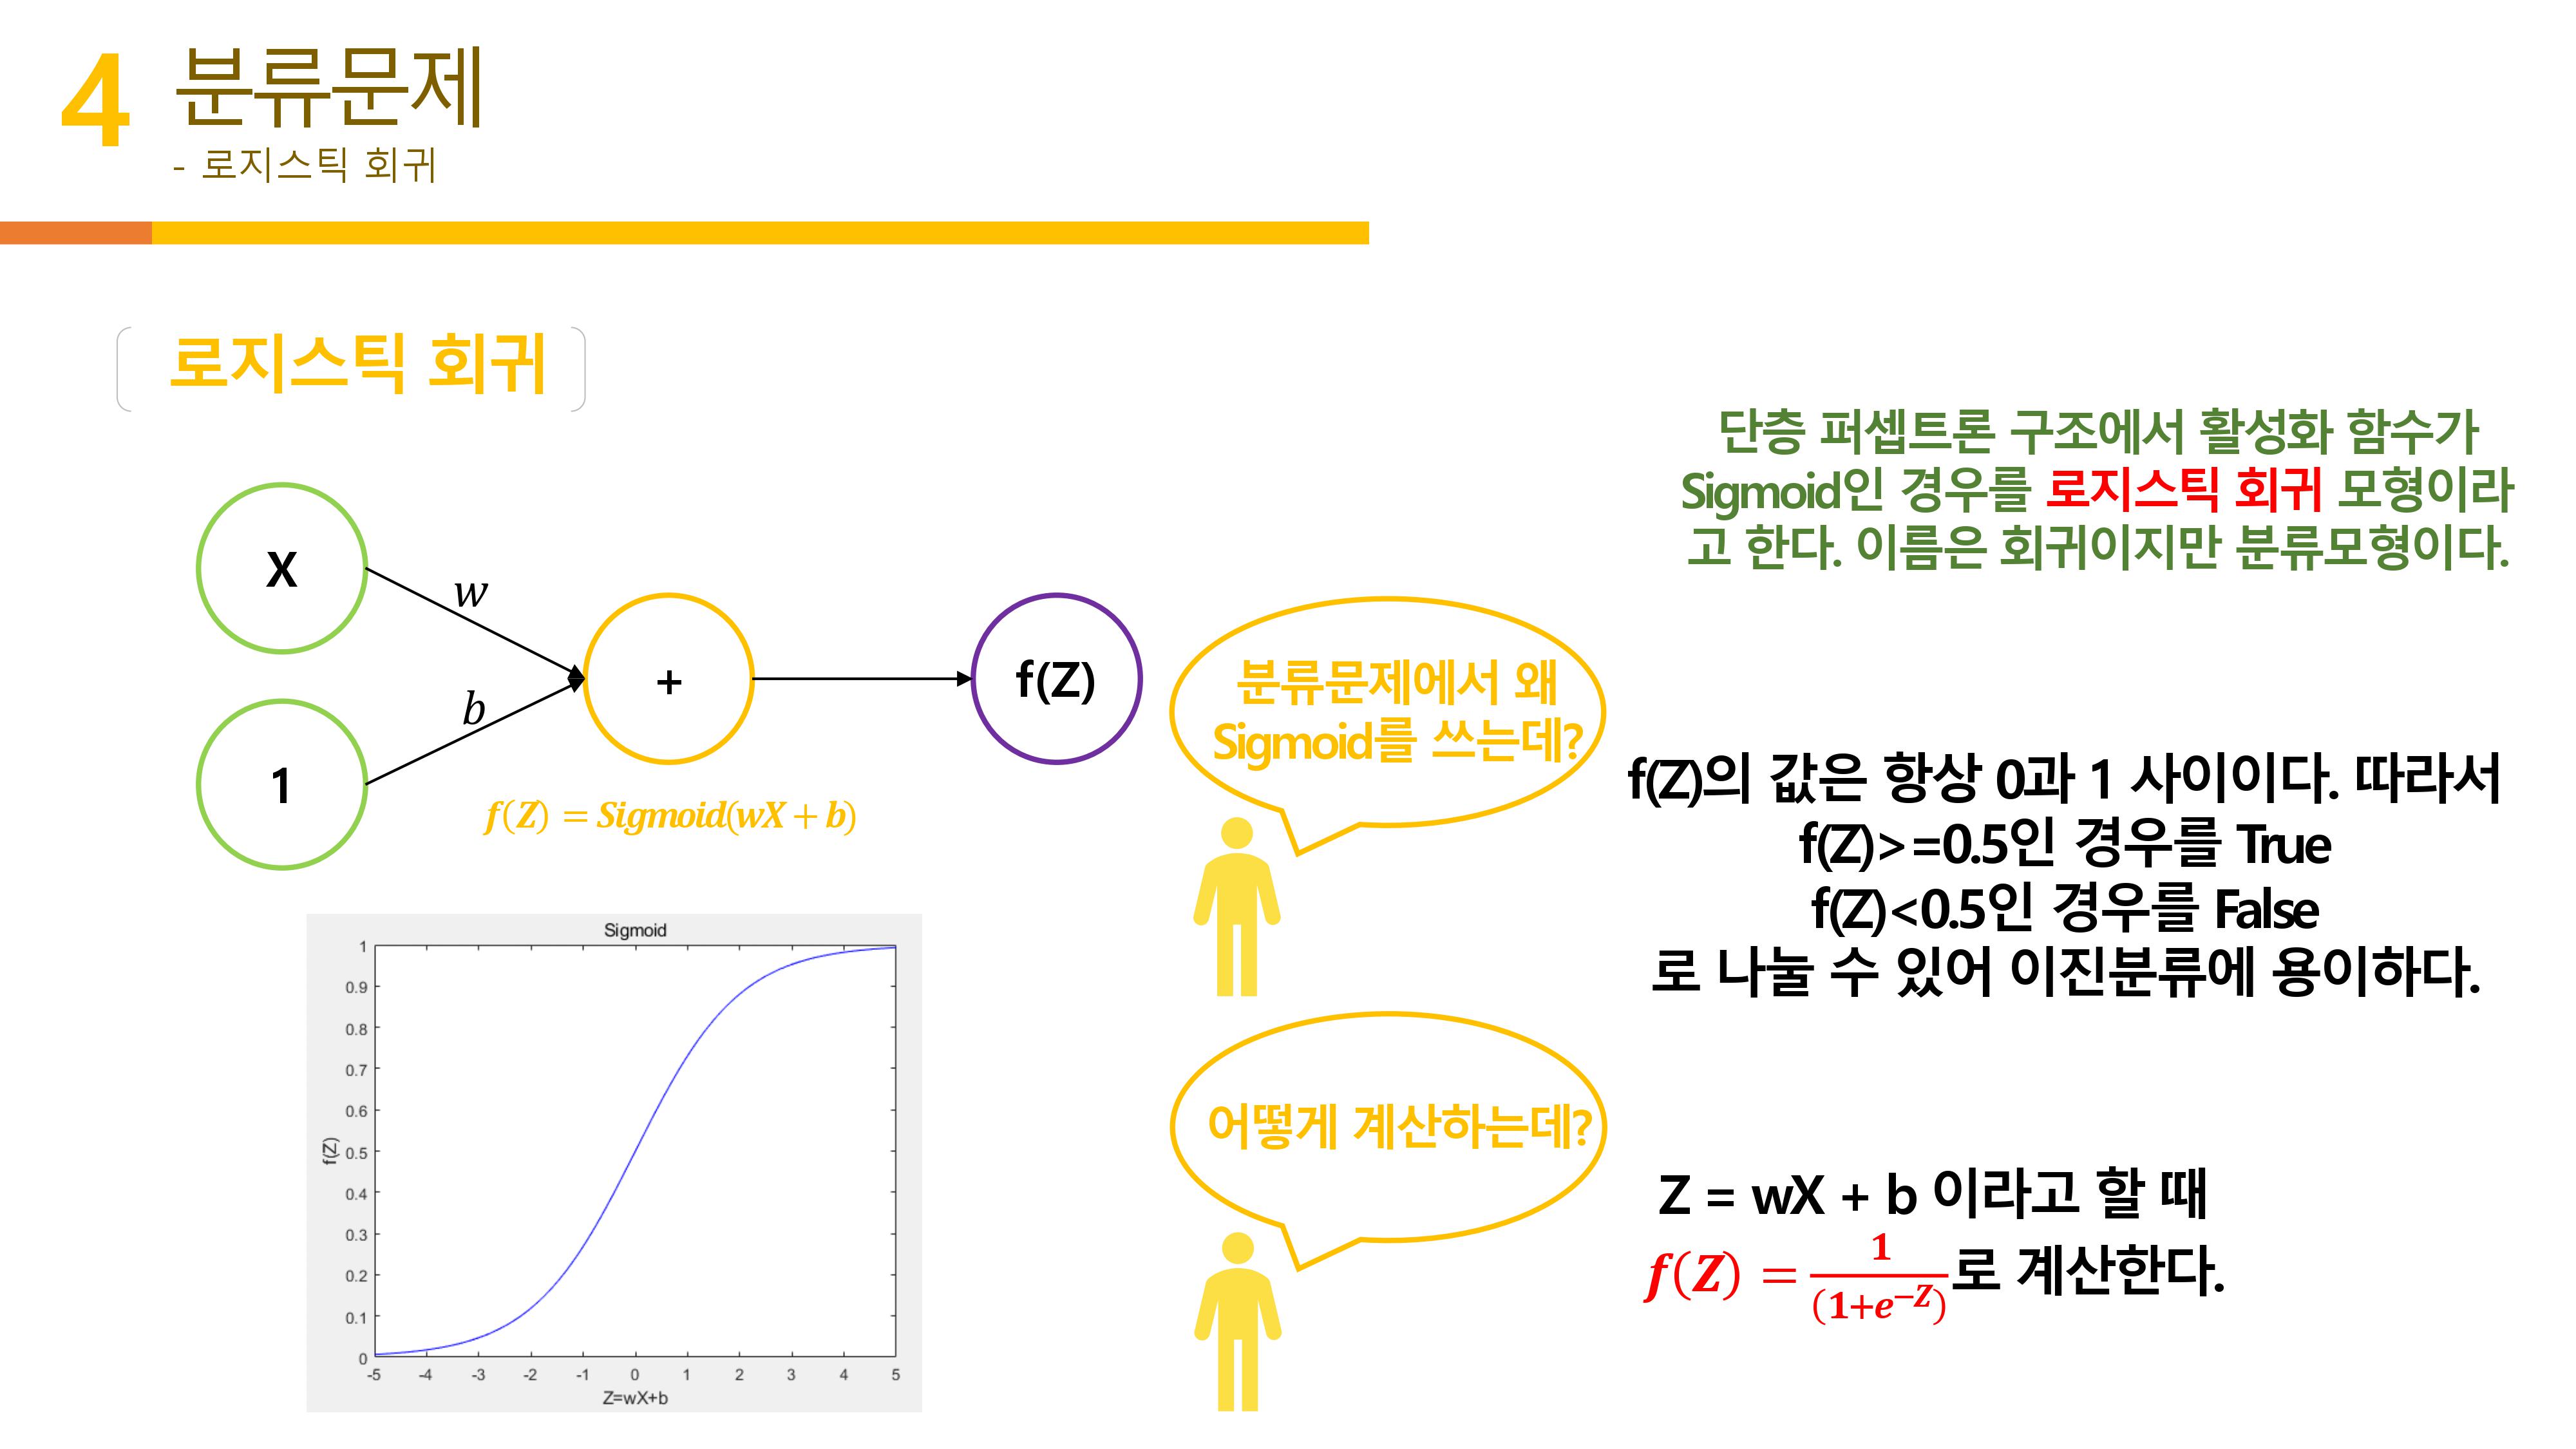 4
분류문제
- 로지스틱 회귀
로지스틱 회귀
단층 퍼셉트론 구조에서 활성화 함수가
Sigmoid인 경우를 로지스틱 회귀 모형이라
고 한다. 이름은 회귀이지만 분류모형이다.
X
w
+
f(Z)
b
1
f(Z) = Sigmoid(wX + b)
분류문제에서 왜
Sigmoid를 쓰는데?
f(Z)의 값은 항상 0과 1 사이이다. 따라서
f(Z)>=0.5인 경우를 True
f(Z)<0.5인 경우를 False
로 나눌 수 있어 이진분류에 용이하다.
Sigmoid
1
0.9
0.8
0.7
0.6
0.5
0.4
0.3
0.2
0.1
0
f(Z)
-5 -4 -3 -2 -1 0 1 2 3 4 5
Z=wX+b
어떻게 계산하는데?
Z = wX + b 이라고 할 때
f(Z) = 1/(1+e^{-Z})로 계산한다.